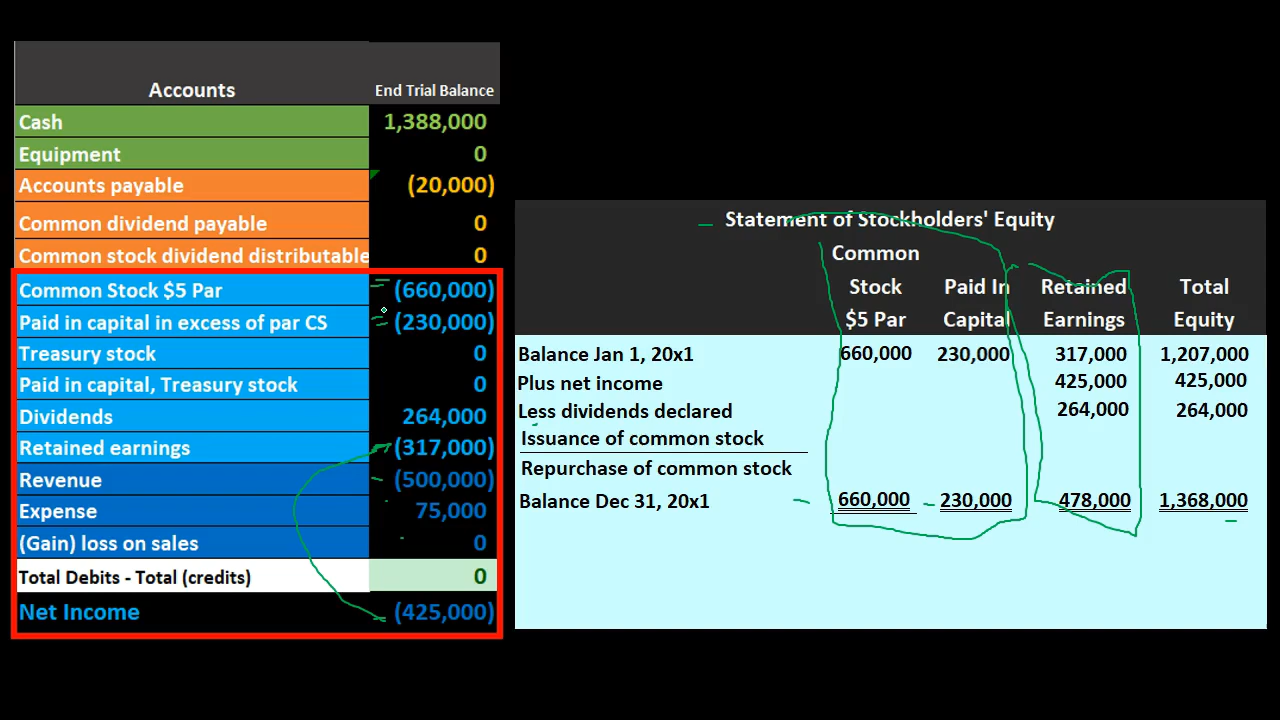 Accounts End Trial Balance
Cash 1,388,000
Equipment 0
Accounts payable (20,000)
Common dividend payable 0
Common stock dividend distributable 0
Common Stock $5 Par (660,000)
Paid in capital in excess of par CS (230,000)
Treasury stock 0
Paid in capital, Treasury stock 0
Dividends 264,000
Retained earnings (317,000)
Revenue (500,000)
Expense 75,000
(Gain) loss on sales 0
Total Debits - Total (credits) 0
Net Income (425,000)
Statement of Stockholders' Equity
Common
Stock Paid In Retained Total
$5 Par Capital Earnings Equity
Balance Jan 1, 20x1 660,000 230,000 317,000 1,207,000
Plus net income 425,000 425,000
Less dividends declared 264,000 264,000
Issuance of common stock
Repurchase of common stock
Balance Dec 31, 20x1 660,000 230,000 478,000 1,368,000